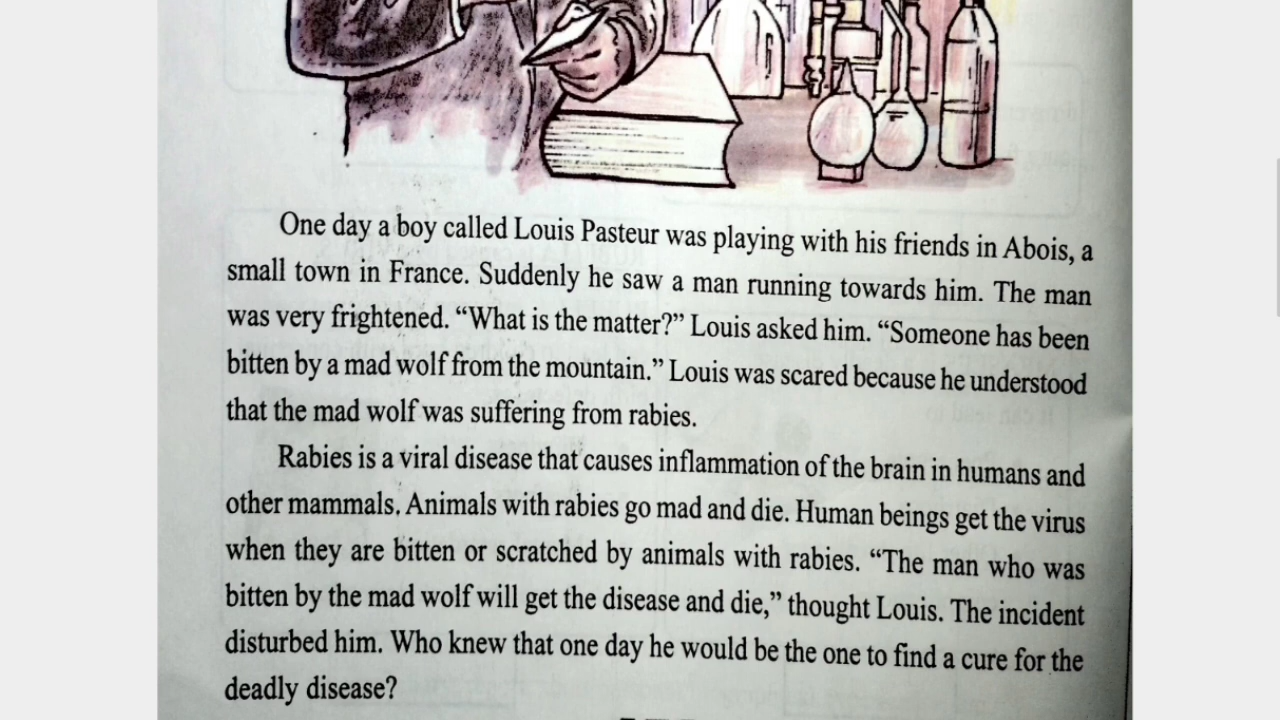 One day a boy called Louis Pasteur was playing with his friends in Abois, a
small town in France. Suddenly he saw a man running towards him. The man
was very frightened. “What is the matter?” Louis asked him. “Someone has been
bitten by a mad wolf from the mountain.” Louis was scared because he understood
that the mad wolf was suffering from rabies.
Rabies is a viral disease that causes inflammation of the brain in humans and
other mammals. Animals with rabies go mad and die. Human beings get the virus
when they are bitten or scratched by animals with rabies. “The man who was
bitten by the mad wolf will get the disease and die,” thought Louis. The incident
disturbed him. Who knew that one day he would be the one to find a cure for the
deadly disease?